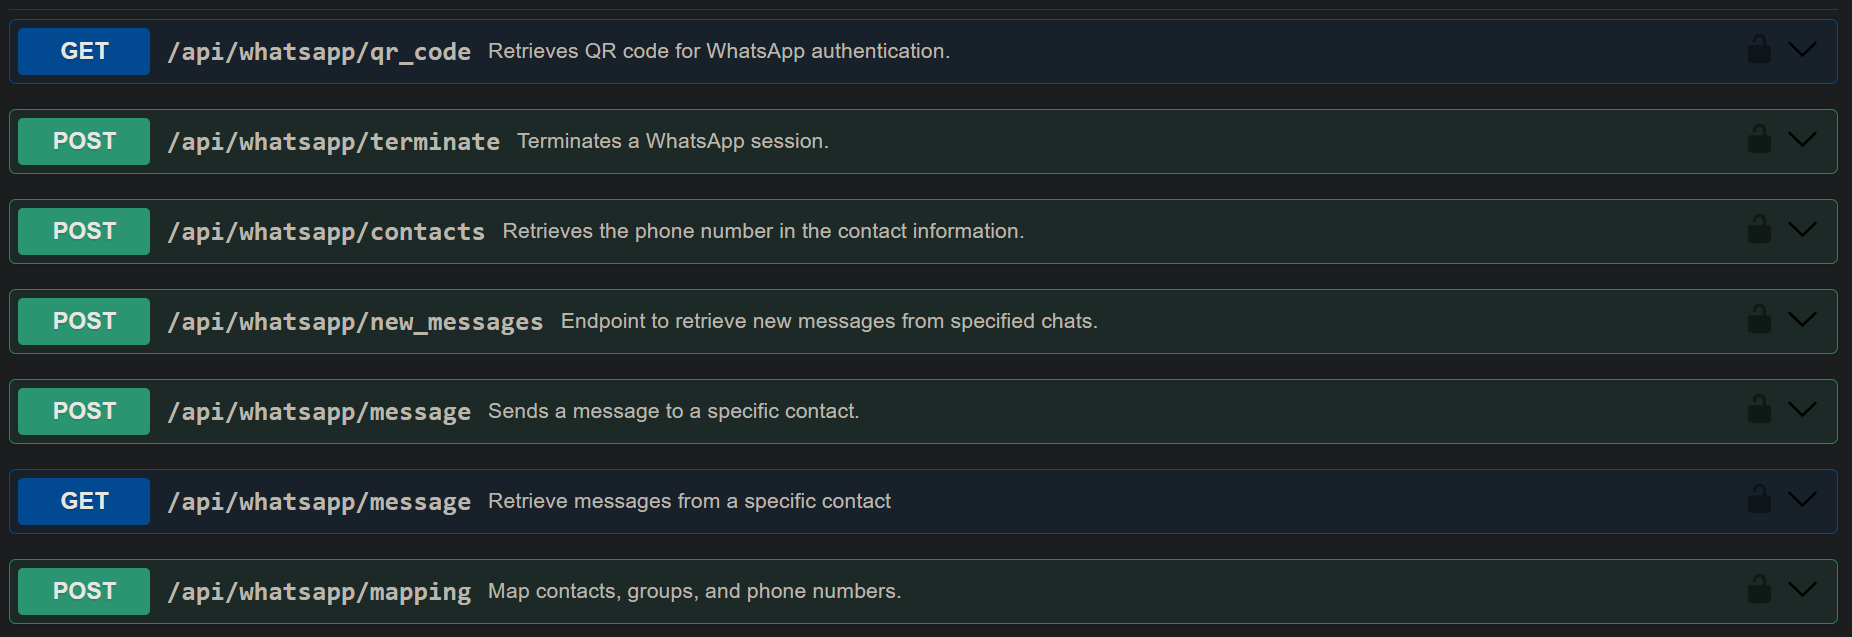 GET /api/whatsapp/qr_code Retrieves QR code for WhatsApp authentication.
POST /api/whatsapp/terminate Terminates a WhatsApp session.
POST /api/whatsapp/contacts Retrieves the phone number in the contact information.
POST /api/whatsapp/new_messages Endpoint to retrieve new messages from specified chats.
POST /api/whatsapp/message Sends a message to a specific contact.
GET /api/whatsapp/message Retrieve messages from a specific contact
POST /api/whatsapp/mapping Map contacts, groups, and phone numbers.